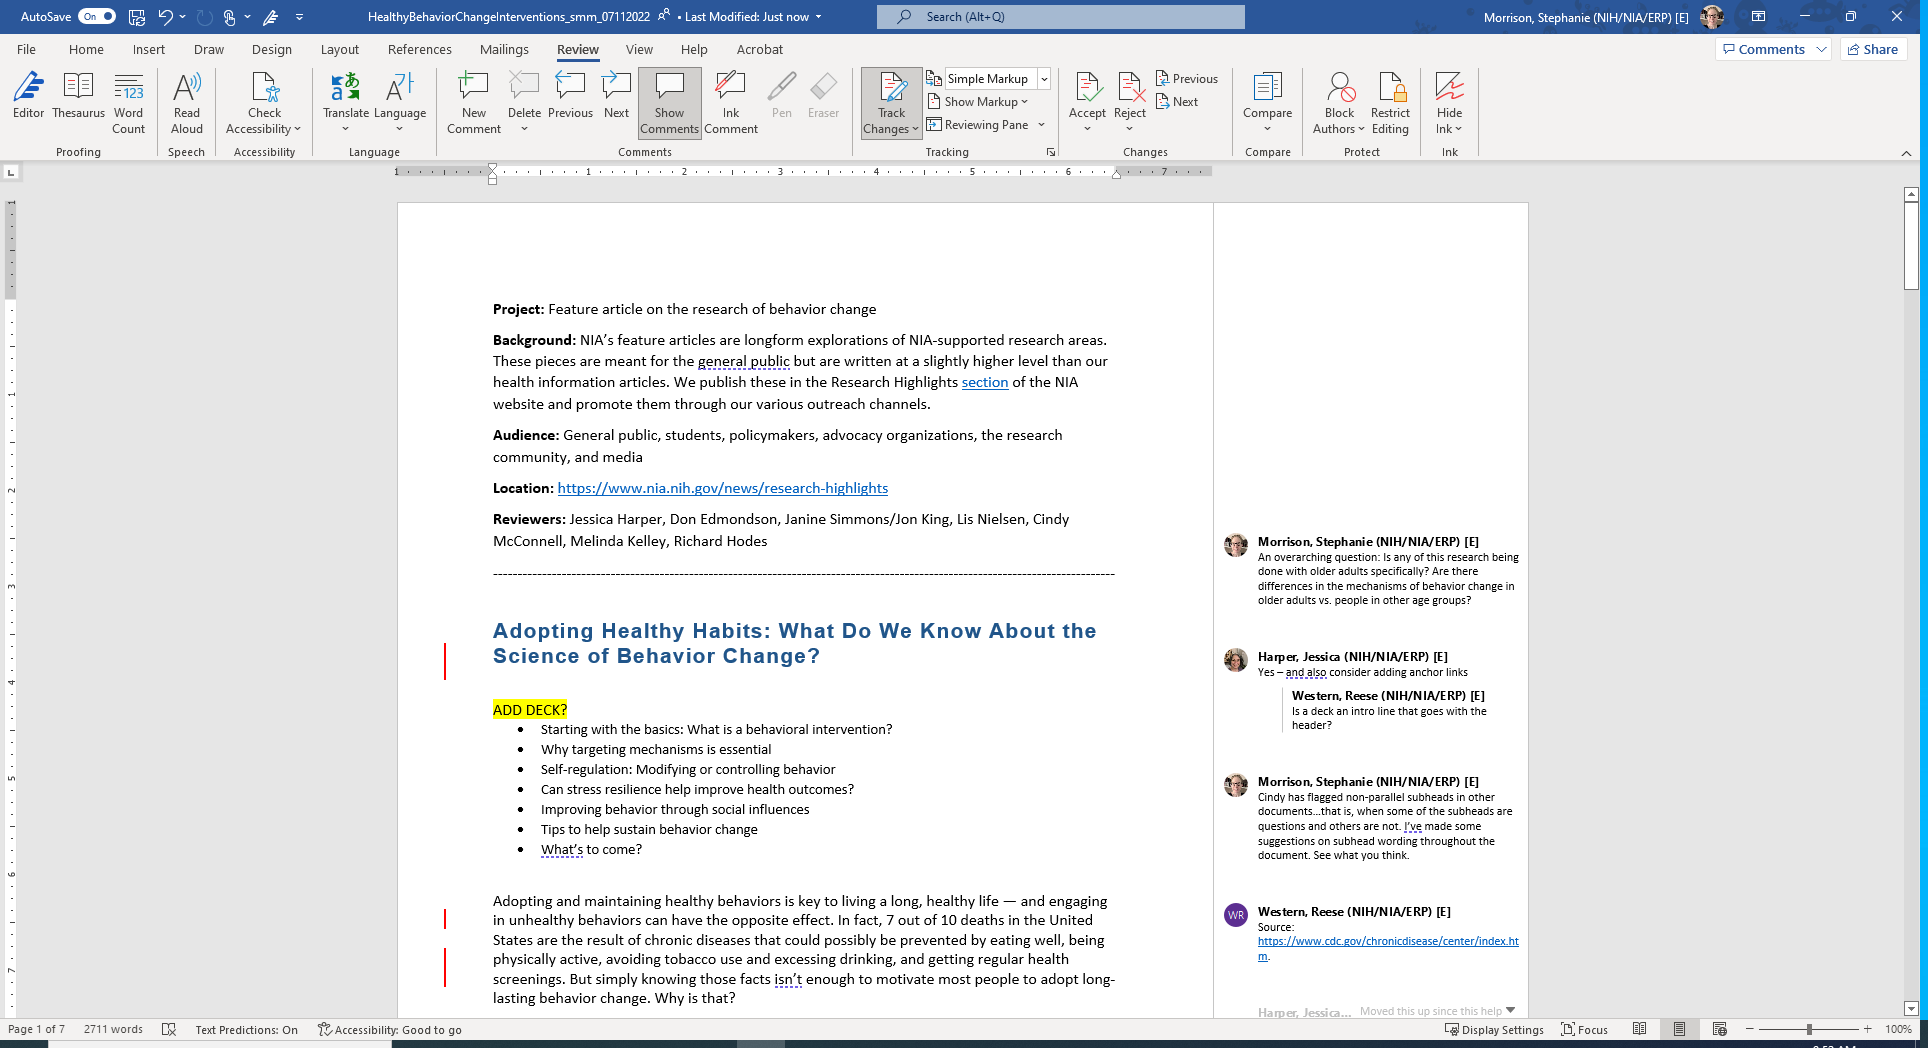 AutoSave On HealthyBehaviorChangeInterventions_smm_07112022 • Last Modified: Just now Search (Alt+Q) Morrison, Stephanie (NIH/NIA/ERP) [E]
File Home Insert Draw Design Layout References Mailings Review View Help Acrobat Comments Share
Editor Thesaurus Word Count
Proofing
Read Aloud
Speech
Check Accessibility
Accessibility
Translate Language
Language
New Comment Delete Previous Next Show Comments Ink Comment Pen Eraser
Comments
Track Changes Simple Markup Show Markup Reviewing Pane
Tracking
Accept Reject Previous Next
Changes
Compare
Compare
Block Authors Restrict Editing
Protect
Hide Ink
Ink
1 1 2 3 4 5 6 7
1 1 2 3 4 5 6 7
Project: Feature article on the research of behavior change
Background: NIA’s feature articles are longform explorations of NIA-supported research areas.
These pieces are meant for the general public but are written at a slightly higher level than our
health information articles. We publish these in the Research Highlights section of the NIA
website and promote them through our various outreach channels.
Audience: General public, students, policymakers, advocacy organizations, the research
community, and media
Location: https://www.nia.nih.gov/news/research-highlights
Reviewers: Jessica Harper, Don Edmondson, Janine Simmons/Jon King, Lis Nielsen, Cindy
McConnell, Melinda Kelley, Richard Hodes
Adopting Healthy Habits: What Do We Know About the
Science of Behavior Change?
ADD DECK?
• Starting with the basics: What is a behavioral intervention?
• Why targeting mechanisms is essential
• Self-regulation: Modifying or controlling behavior
• Can stress resilience help improve health outcomes?
• Improving behavior through social influences
• Tips to help sustain behavior change
• What’s to come?
Adopting and maintaining healthy behaviors is key to living a long, healthy life — and engaging
in unhealthy behaviors can have the opposite effect. In fact, 7 out of 10 deaths in the United
States are the result of chronic diseases that could possibly be prevented by eating well, being
physically active, avoiding tobacco use and excessing drinking, and getting regular health
screenings. But simply knowing those facts isn’t enough to motivate most people to adopt long-
lasting behavior change. Why is that?
Morrison, Stephanie (NIH/NIA/ERP) [E]
An overarching question: Is any of this research being
done with older adults specifically? Are there
differences in the mechanisms of behavior change in
older adults vs. people in other age groups?
Harper, Jessica (NIH/NIA/ERP) [E]
Yes – and also consider adding anchor links
Western, Reese (NIH/NIA/ERP) [E]
Is a deck an intro line that goes with the
header?
Morrison, Stephanie (NIH/NIA/ERP) [E]
Cindy has flagged non-parallel subheads in other
documents…that is, when some of the subheads are
questions and others are not. I’ve made some
suggestions on subhead wording throughout the
document. See what you think.
WR Western, Reese (NIH/NIA/ERP) [E]
Source:
https://www.cdc.gov/chronicdisease/center/index.ht
m.
Harper, Jessica... Moved this up since this help
Page 1 of 7 2711 words Text Predictions: On Accessibility: Good to go Display Settings Focus 100%